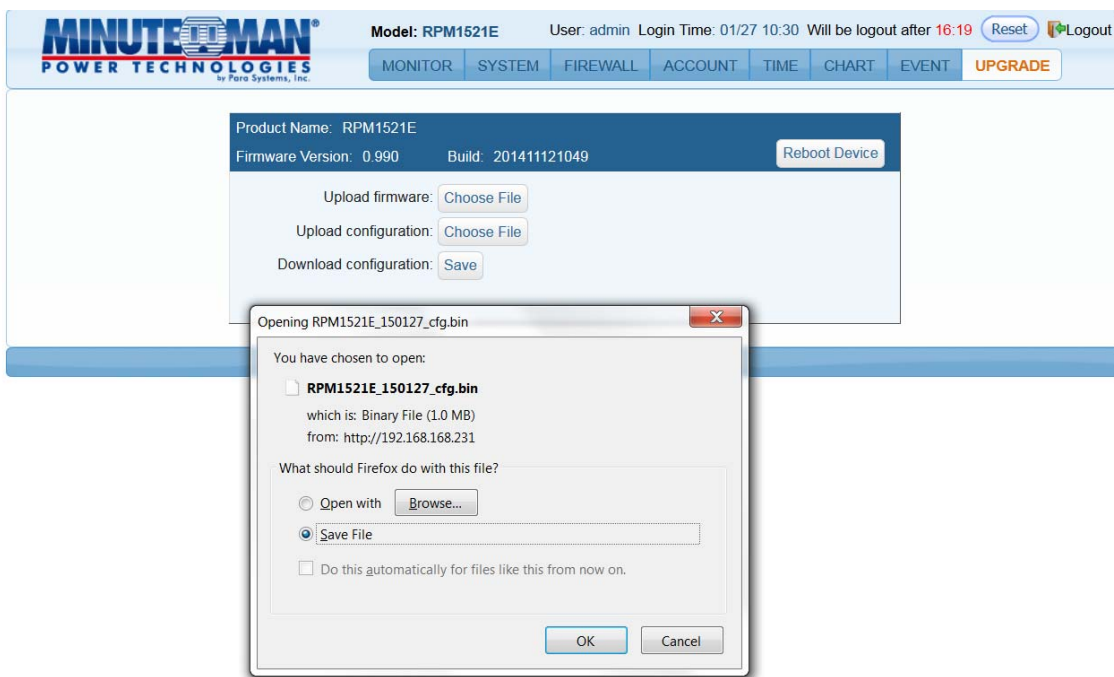 MINUTEMAN®
POWER TECHNOLOGIES
by Para Systems, Inc.
Model: RPM1521E User: admin Login Time: 01/27 10:30 Will be logout after 16:19 Reset Logout
MONITOR SYSTEM FIREWALL ACCOUNT TIME CHART EVENT UPGRADE
Product Name: RPM1521E
Firmware Version: 0.990 Build: 201411121049 Reboot Device
Upload firmware: Choose File
Upload configuration: Choose File
Download configuration: Save
Opening RPM1521E_150127_cfg.bin
You have chosen to open:
RPM1521E_150127_cfg.bin
which is: Binary File (1.0 MB)
from: http://192.168.168.231
What should Firefox do with this file?
Open with Browse...
Save File
Do this automatically for files like this from now on.
OK Cancel